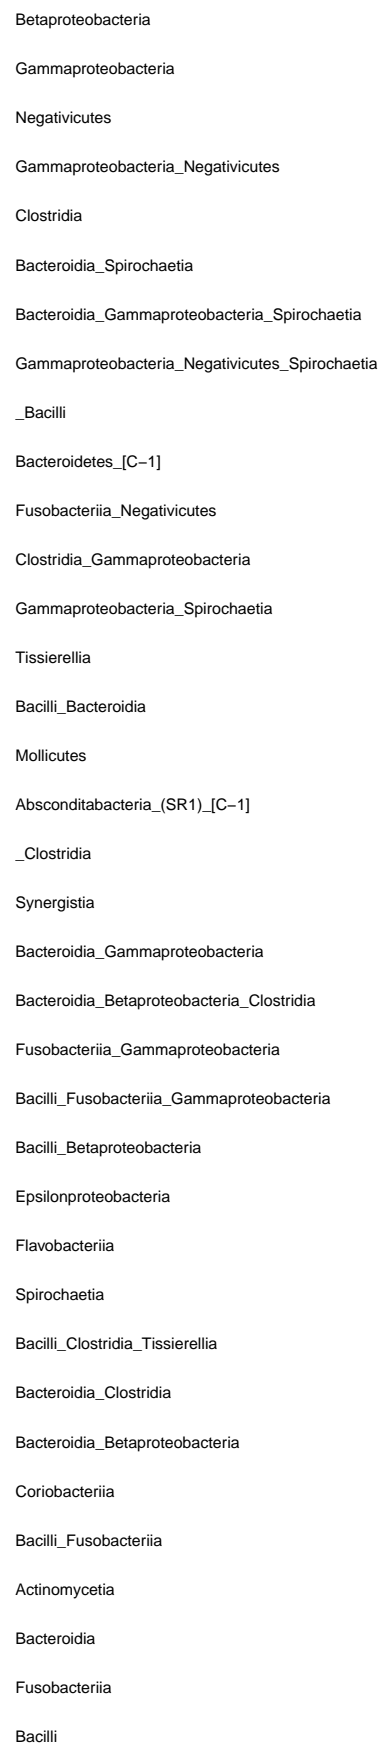 Betaproteobacteria
Gammaproteobacteria
Negativicutes
Gammaproteobacteria_Negativicutes
Clostridia
Bacteroidia_Spirochaetia
Bacteroidia_Gammaproteobacteria_Spirochaetia
Gammaproteobacteria_Negativicutes_Spirochaetia
_Bacilli
Bacteroidetes_[C−1]
Fusobacteriia_Negativicutes
Clostridia_Gammaproteobacteria
Gammaproteobacteria_Spirochaetia
Tissierellia
Bacilli_Bacteroidia
Mollicutes
Absconditabacteria_(SR1)_[C−1]
_Clostridia
Synergistia
Bacteroidia_Gammaproteobacteria
Bacteroidia_Betaproteobacteria_Clostridia
Fusobacteriia_Gammaproteobacteria
Bacilli_Fusobacteriia_Gammaproteobacteria
Bacilli_Betaproteobacteria
Epsilonproteobacteria
Flavobacteriia
Spirochaetia
Bacilli_Clostridia_Tissierellia
Bacteroidia_Clostridia
Bacteroidia_Betaproteobacteria
Coriobacteriia
Bacilli_Fusobacteriia
Actinomycetia
Bacteroidia
Fusobacteriia
Bacilli